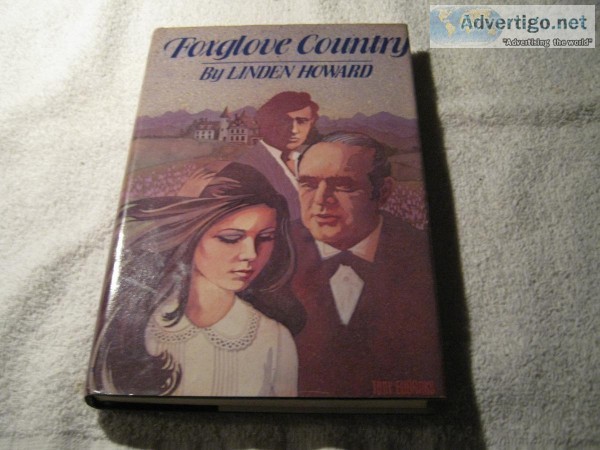 Advertigo.net
"Advertising the world"
Foxglove Country
By LINDEN HOWARD